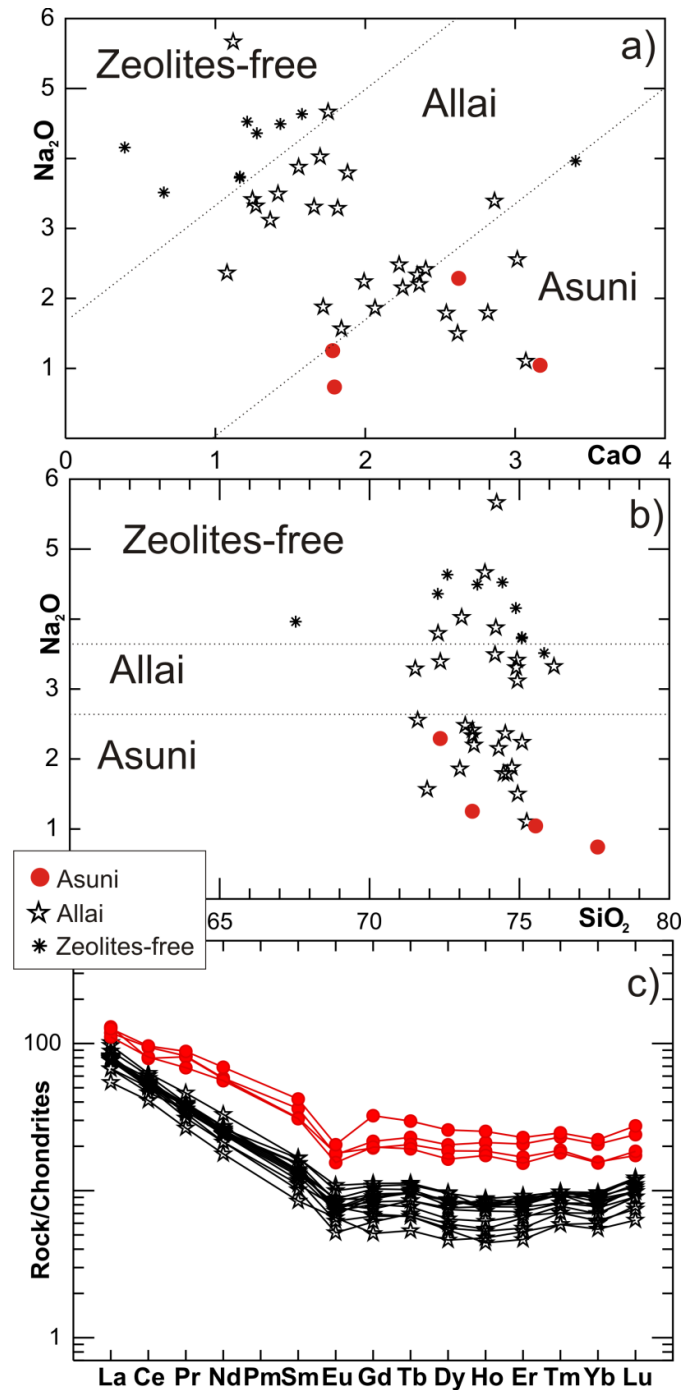 a)
Zeolites-free
Allai
Asuni
Na₂O
6
5
4
3
2
1
0 1 2 3 4
CaO
b)
Zeolites-free
Allai
Asuni
Na₂O
6
5
4
3
2
1
65 70 75 80
SiO₂
Asuni
Allai
Zeolites-free
c)
Rock/Chondrites
100
1
La Ce Pr Nd Pm Sm Eu Gd Tb Dy Ho Er Tm Yb Lu